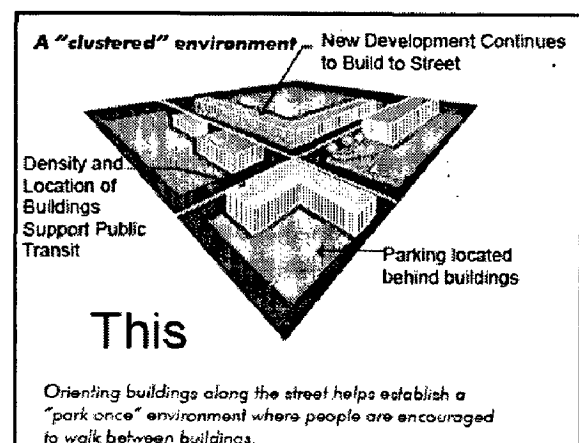 A "clustered" environment
New Development Continues
to Build to Street
Density and
Location of
Buildings
Support Public
Transit
Parking located
behind buildings
This
Orienting buildings along the street helps establish a
"park once" environment where people are encouraged
to walk between buildings.